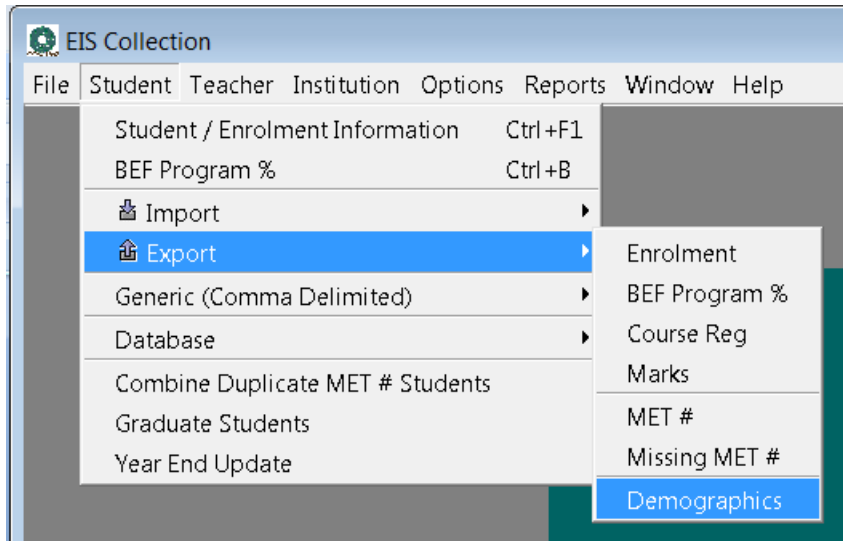 EIS Collection
File Student Teacher Institution Options Reports Window Help
Student / Enrolment Information Ctrl+F1
BEF Program % Ctrl+B
Import
Export
Generic (Comma Delimited)
Database
Combine Duplicate MET # Students
Graduate Students
Year End Update
Enrolment
BEF Program %
Course Reg
Marks
MET #
Missing MET #
Demographics